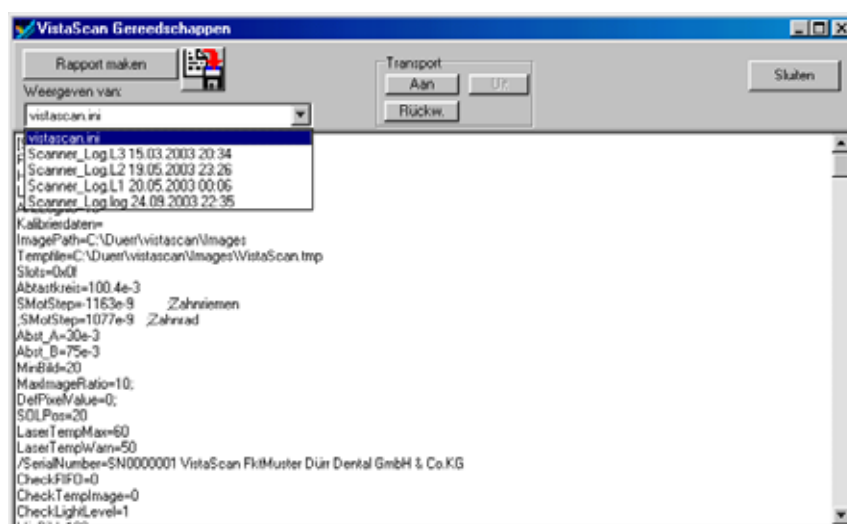 VistaScan Gereedschappen
Rapport maken
Transport
Aan
Sluiten
Weergeven van:
Rückw.
vistascan.ini
vistascan.ini
Scanner_Log.L3 15.03.2003 20:34
Scanner_Log.L2 19.05.2003 23:26
Scanner_Log.L1 20.05.2003 00:06
Scanner_Log.log 24.09.2003 22:35
Kalibrierdaten=
ImagePath=C:\Duerr\vistascan\Images
Tempfile=C:\Duerr\vistascan\Images\VistaScan.tmp
Slots=0x0f
Abtastkreis=100.4e-3
SMotStep=-1163e-9 ;Zahnriemen
;SMotStep=1077e-9 ;Zahnrad
Abst_A=30e-3
Abst_B=75e-3
MinBild=20
MaxImageRatio=10;
DefPixelValue=0;
SOLPos=20
LaserTempMax=60
LaserTempWarn=50
/SerialNumber=SN0000001 VistaScan FktMuster Dürr Dental GmbH & Co.KG
CheckFIFO=0
CheckTempImage=0
CheckLightLevel=1